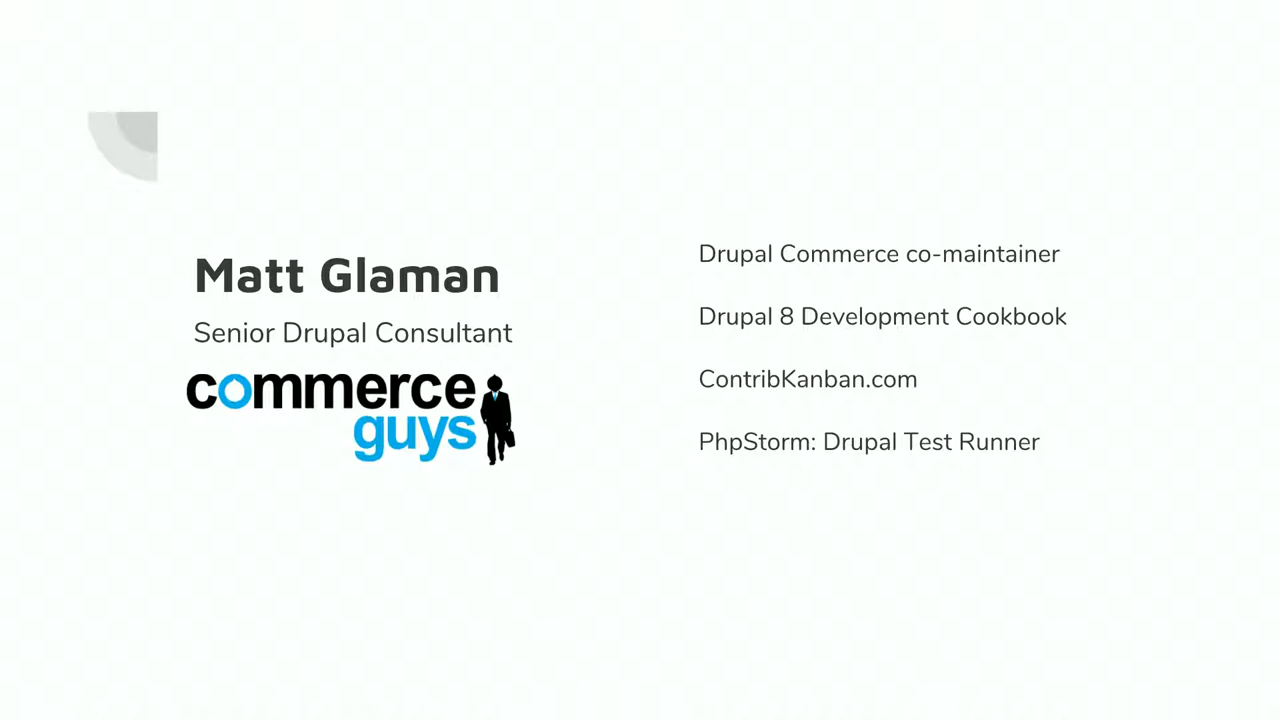 Matt Glaman
Senior Drupal Consultant
commerce
guys
Drupal Commerce co-maintainer
Drupal 8 Development Cookbook
ContribKanban.com
PhpStorm: Drupal Test Runner